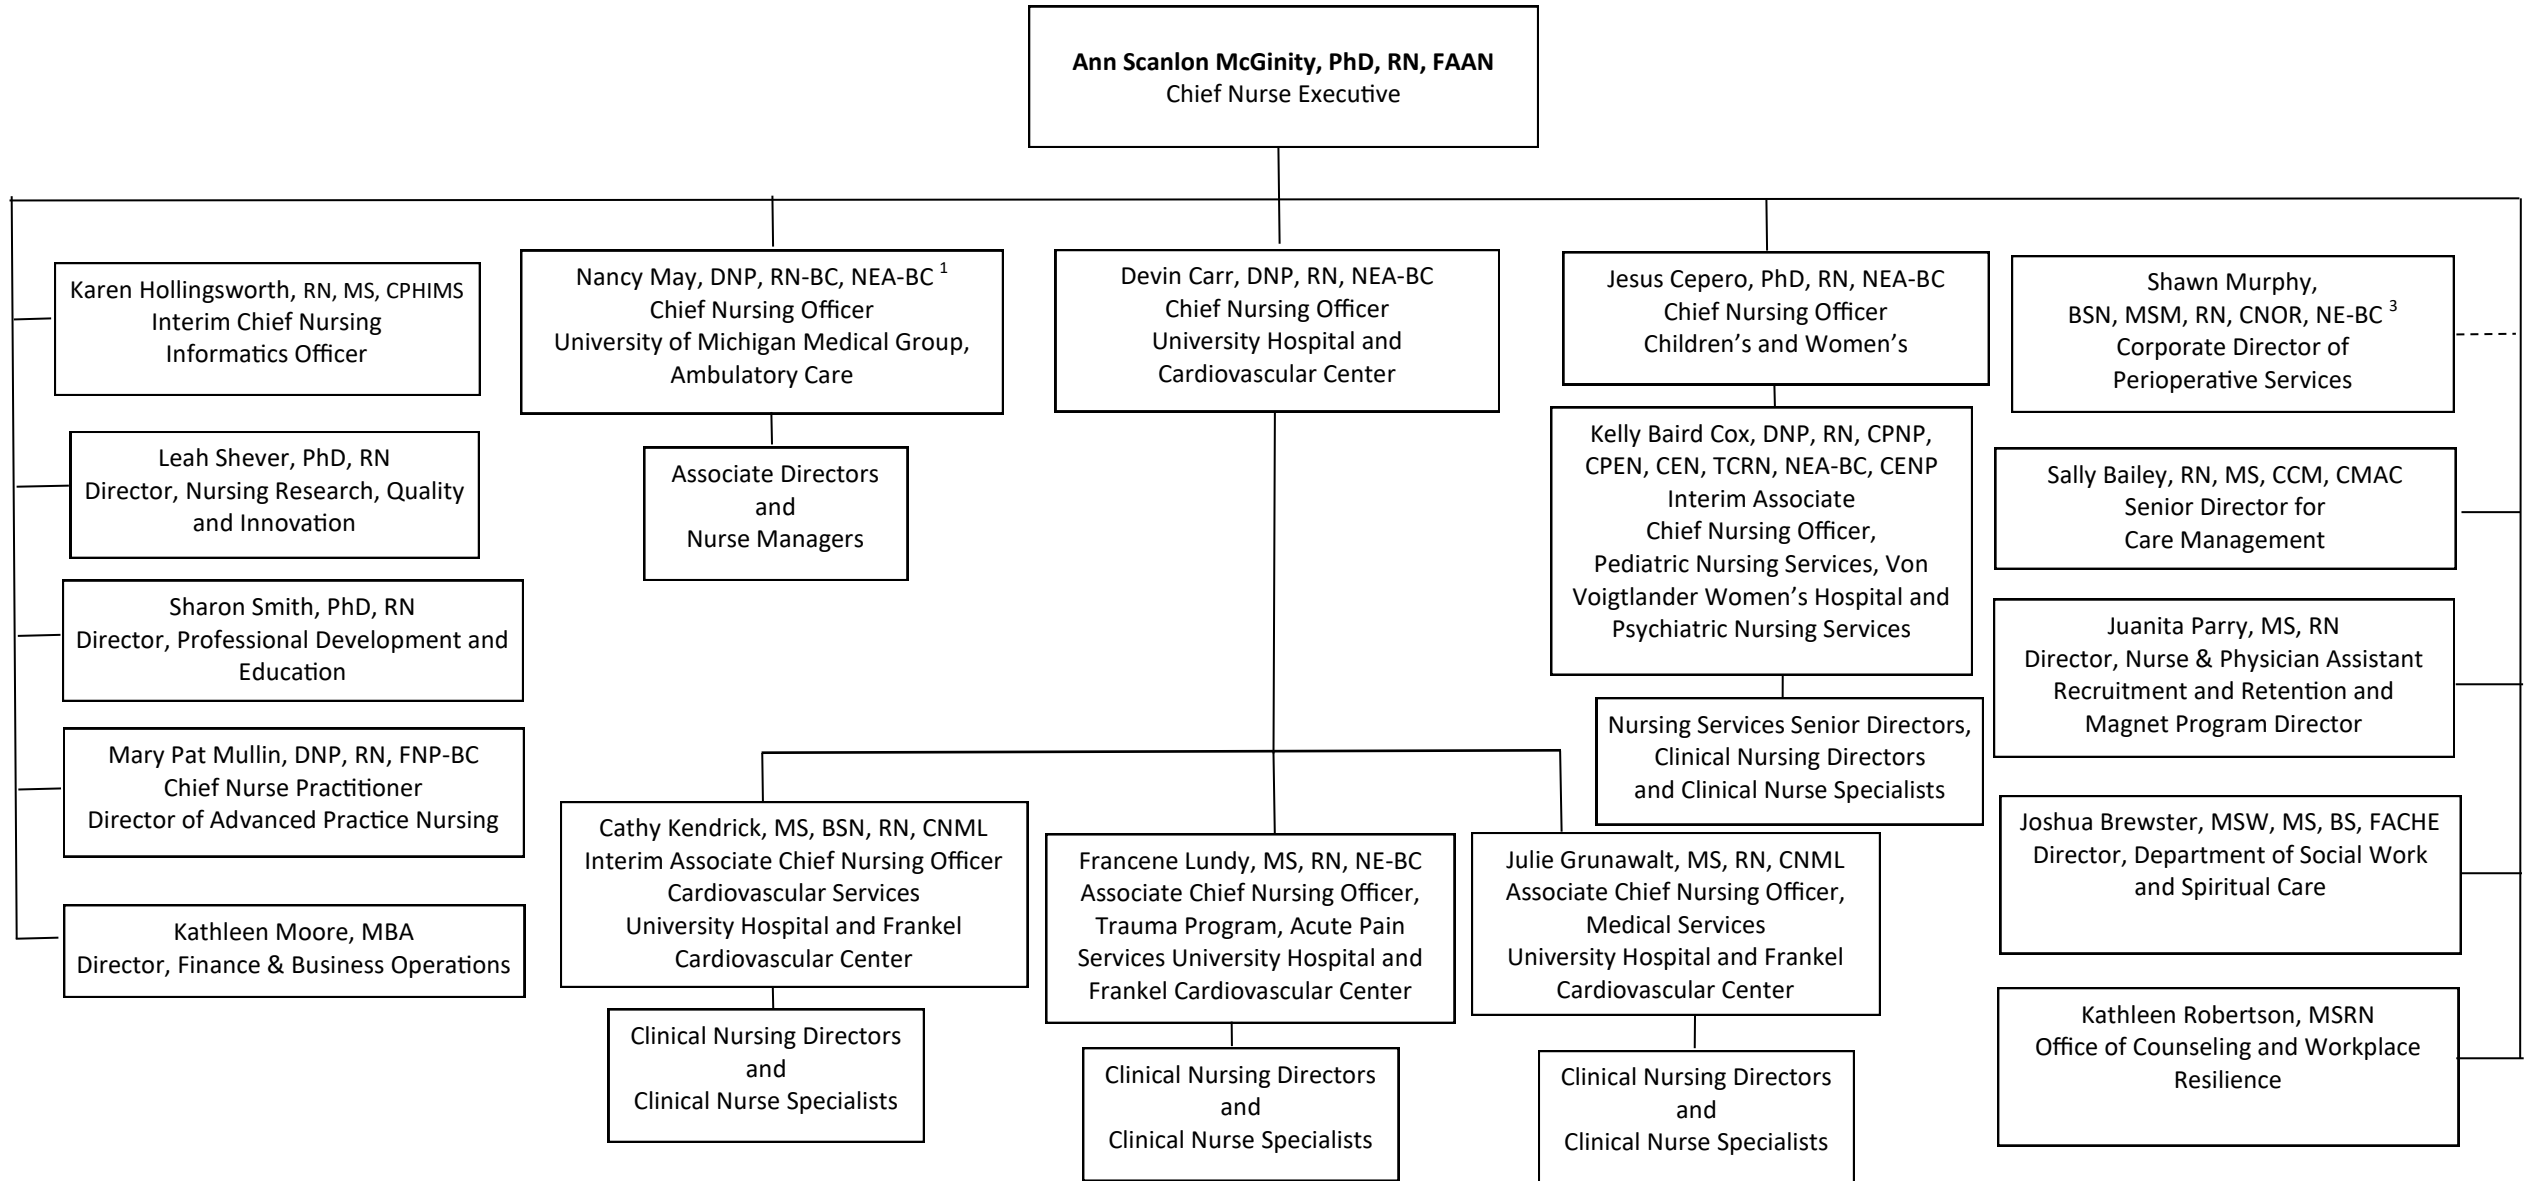 Ann Scanlon McGinity, PhD, RN, FAAN
Chief Nurse Executive
Karen Hollingsworth, RN, MS, CPHIMS
Interim Chief Nursing
Informatics Officer
Leah Shever, PhD, RN
Director, Nursing Research, Quality
and Innovation
Sharon Smith, PhD, RN
Director, Professional Development and
Education
Mary Pat Mullin, DNP, RN, FNP-BC
Chief Nurse Practitioner
Director of Advanced Practice Nursing
Kathleen Moore, MBA
Director, Finance & Business Operations
Nancy May, DNP, RN-BC, NEA-BC 1
Chief Nursing Officer
University of Michigan Medical Group,
Ambulatory Care
Associate Directors
and
Nurse Managers
Devin Carr, DNP, RN, NEA-BC
Chief Nursing Officer
University Hospital and
Cardiovascular Center
Cathy Kendrick, MS, BSN, RN, CNML
Interim Associate Chief Nursing Officer
Cardiovascular Services
University Hospital and Frankel
Cardiovascular Center
Clinical Nursing Directors
and
Clinical Nurse Specialists
Francene Lundy, MS, RN, NE-BC
Associate Chief Nursing Officer,
Trauma Program, Acute Pain
Services University Hospital and
Frankel Cardiovascular Center
Clinical Nursing Directors
and
Clinical Nurse Specialists
Julie Grunawalt, MS, RN, CNML
Associate Chief Nursing Officer,
Medical Services
University Hospital and Frankel
Cardiovascular Center
Clinical Nursing Directors
and
Clinical Nurse Specialists
Jesus Cepero, PhD, RN, NEA-BC
Chief Nursing Officer
Children’s and Women’s
Kelly Baird Cox, DNP, RN, CPNP,
CPEN, CEN, TCRN, NEA-BC, CENP
Interim Associate
Chief Nursing Officer,
Pediatric Nursing Services, Von
Voigtlander Women’s Hospital and
Psychiatric Nursing Services
Nursing Services Senior Directors,
Clinical Nursing Directors
and Clinical Nurse Specialists
Shawn Murphy,
BSN, MSM, RN, CNOR, NE-BC 3
Corporate Director of
Perioperative Services
Sally Bailey, RN, MS, CCM, CMAC
Senior Director for
Care Management
Juanita Parry, MS, RN
Director, Nurse & Physician Assistant
Recruitment and Retention and
Magnet Program Director
Joshua Brewster, MSW, MS, BS, FACHE
Director, Department of Social Work
and Spiritual Care
Kathleen Robertson, MSRN
Office of Counseling and Workplace
Resilience